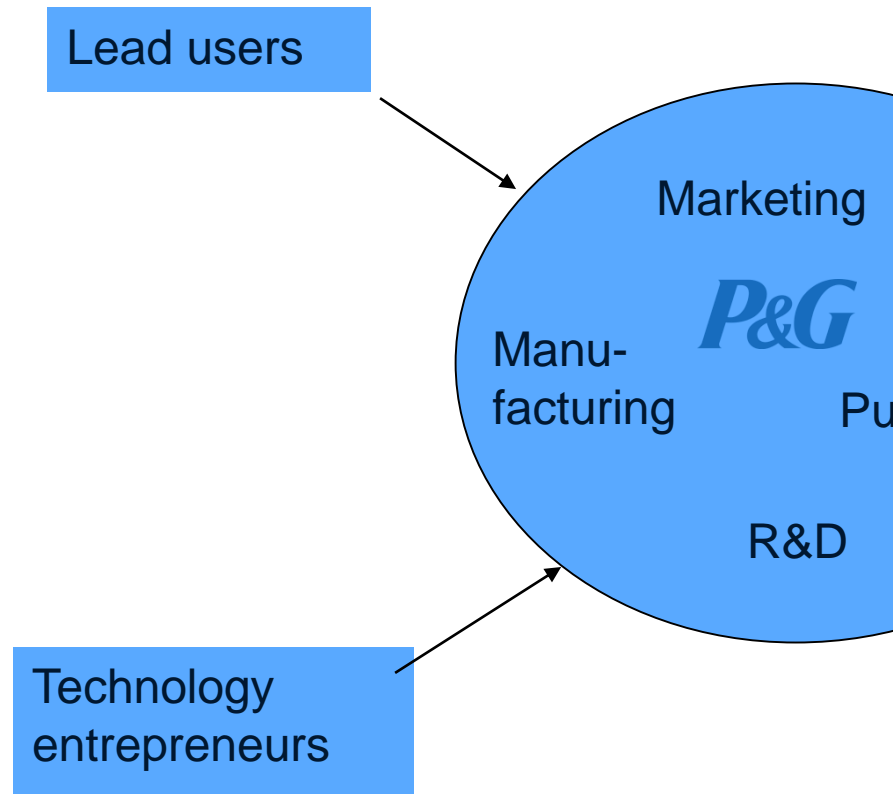 Lead users
Marketing
P&G
Manu-
facturing
R&D
Technology
entrepreneurs